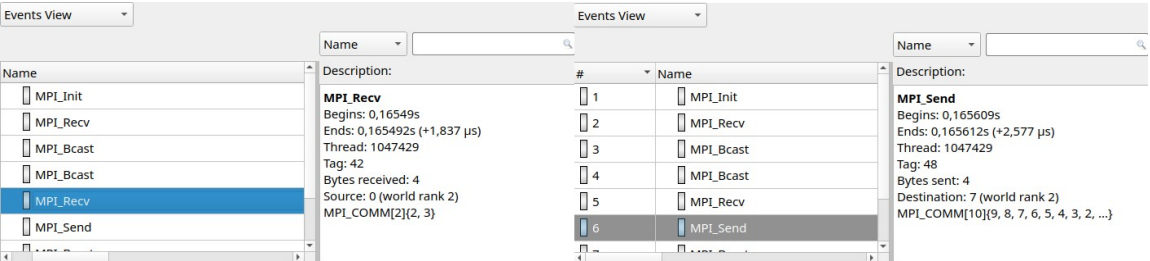 Events View
Name
Name
Description:
MPI_Init
MPI_Recv
MPI_Bcast
MPI_Bcast
MPI_Recv
MPI_Send
MPI_Recv
Begins: 0,16549s
Ends: 0,165492s (+1,837 µs)
Thread: 1047429
Tag: 42
Bytes received: 4
Source: 0 (world rank 2)
MPI_COMM[2]{2, 3}
Events View
Name
# Name
Description:
1 MPI_Init
2 MPI_Recv
3 MPI_Bcast
4 MPI_Bcast
5 MPI_Recv
6 MPI_Send
MPI_Send
Begins: 0,165609s
Ends: 0,165612s (+2,577 µs)
Thread: 1047429
Tag: 48
Bytes sent: 4
Destination: 7 (world rank 2)
MPI_COMM[10]{9, 8, 7, 6, 5, 4, 3, 2, ...}